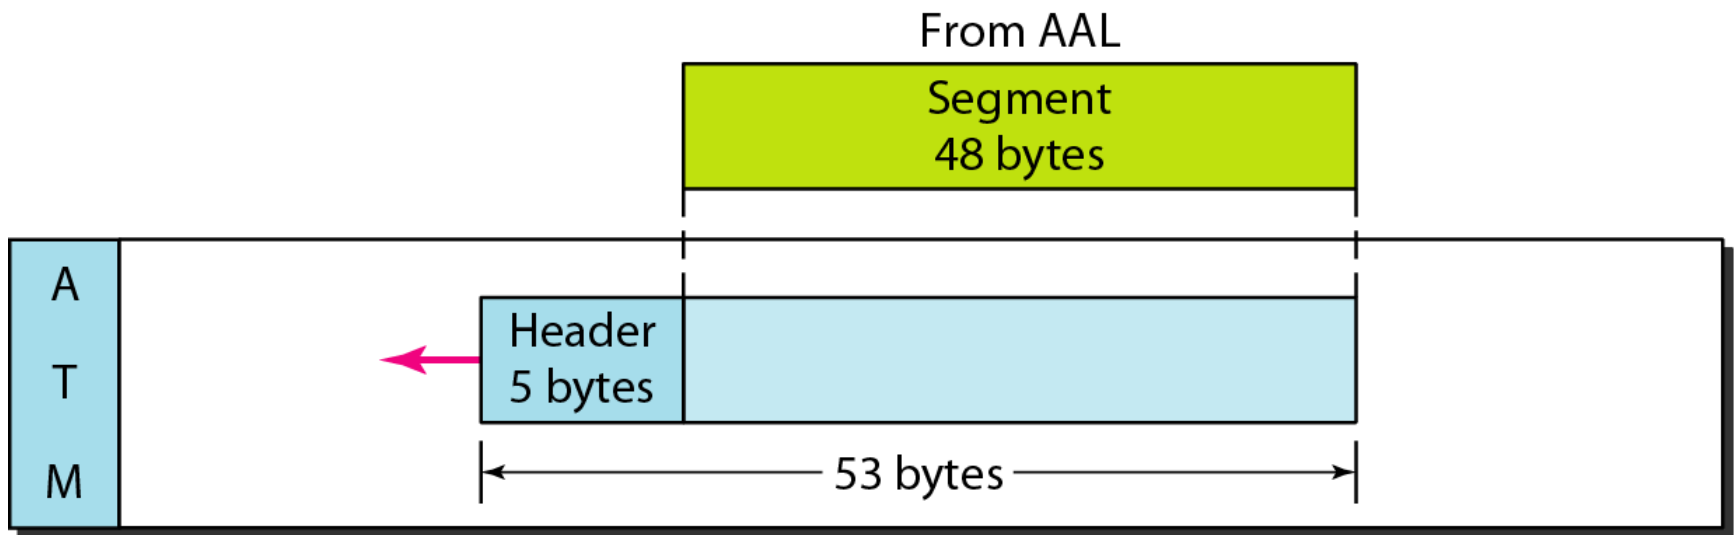 From AAL
Segment
48 bytes
A
T
M
Header
5 bytes
53 bytes